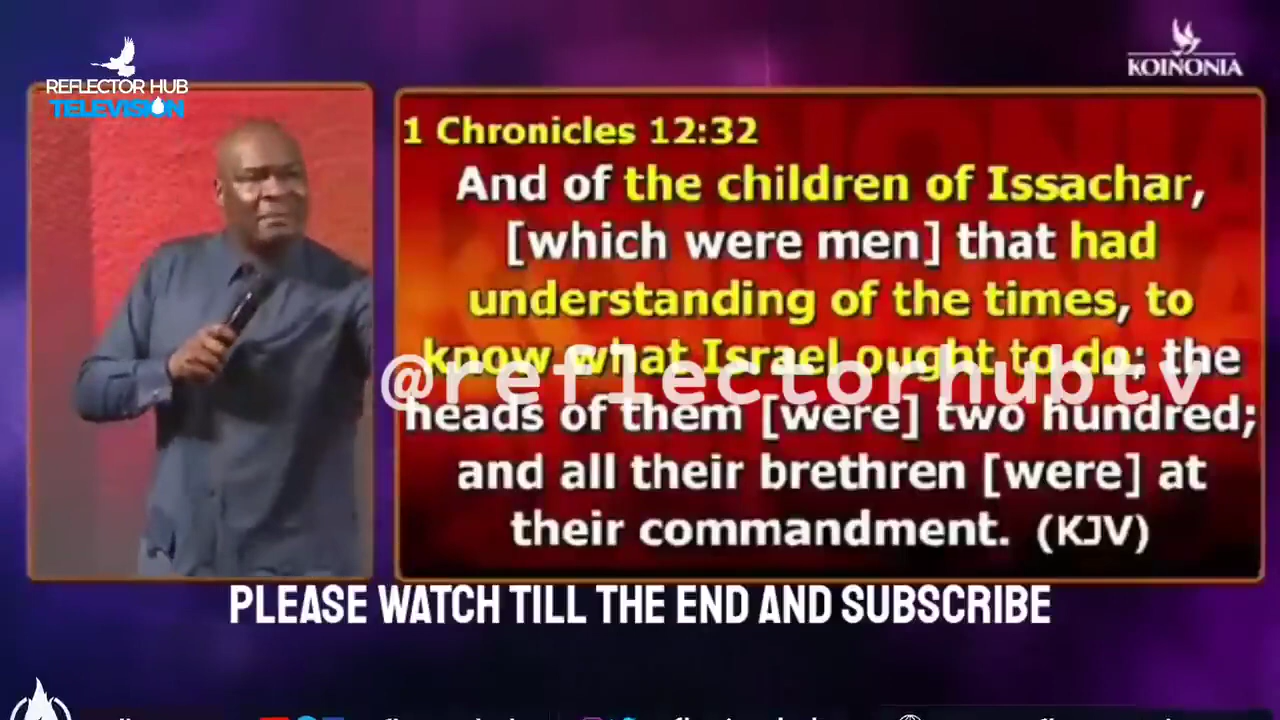 REFLECTOR HUB
TELEVISION
KOINONIA
1 Chronicles 12:32
And of the children of Issachar,
[which were men] that had
understanding of the times, to
know what Israel ought to do; the
heads of them [were] two hundred;
and all their brethren [were] at
their commandment. (KJV)
@reflectorhubtv
PLEASE WATCH TILL THE END AND SUBSCRIBE